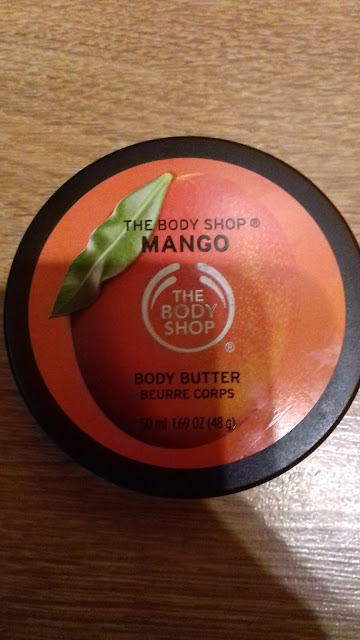 THE BODY SHOP ®
MANGO
THE
BODY
SHOP
®
BODY BUTTER
BEURRE CORPS
50 ml 1.69 OZ (48 g)